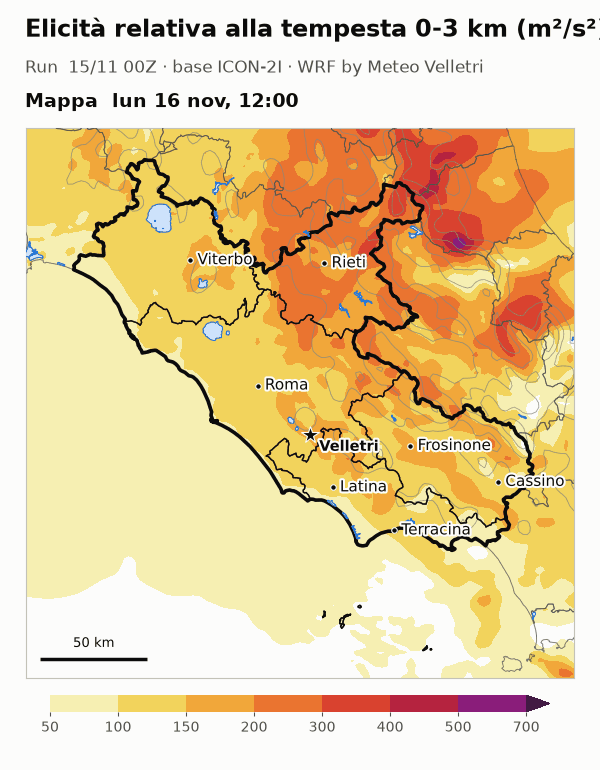 Elicità relativa alla tempesta 0-3 km (m²/s²)
Run  15/11 00Z · base ICON-2I · WRF by Meteo Velletri
Mappa  lun 16 nov, 12:00
Viterbo
Rieti
Roma
Velletri
Frosinone
Cassino
Latina
Terracina
50 km
50 100 150 200 300 400 500 700